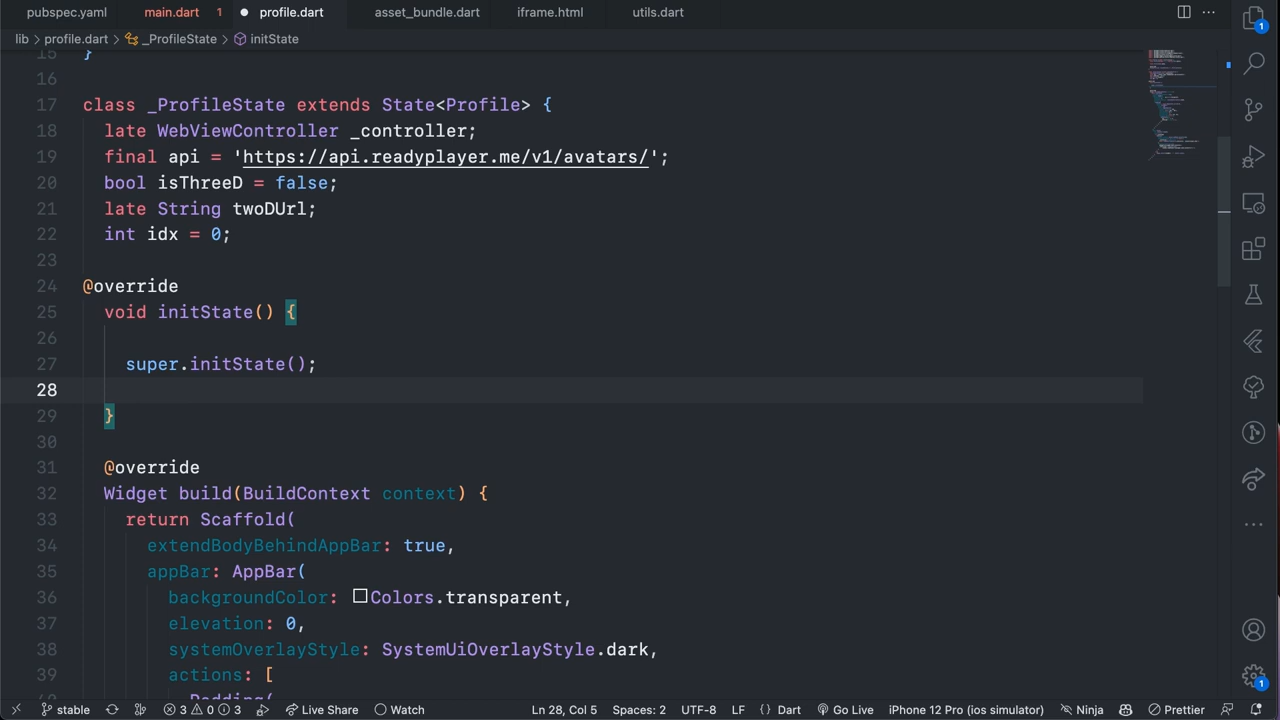 pubspec.yaml main.dart 1 profile.dart asset_bundle.dart iframe.html utils.dart ···
lib > profile.dart > _ProfileState > initState
15 }
16
17 class _ProfileState extends State<Profile> {
18 late WebViewController _controller;
19 final api = 'https://api.readyplayer.me/v1/avatars/';
20 bool isThreeD = false;
21 late String twoDUrl;
22 int idx = 0;
23
24 @override
25 void initState() {
26
27 super.initState();
28
29 }
30
31 @override
32 Widget build(BuildContext context) {
33 return Scaffold(
34 extendBodyBehindAppBar: true,
35 appBar: AppBar(
36 backgroundColor: Colors.transparent,
37 elevation: 0,
38 systemOverlayStyle: SystemUiOverlayStyle.dark,
39 actions: [
40 Padding(
stable 3 0 3 Live Share Watch Ln 28, Col 5 Spaces: 2 UTF-8 LF {} Dart Go Live iPhone 12 Pro (ios simulator) Ninja Prettier
1
1